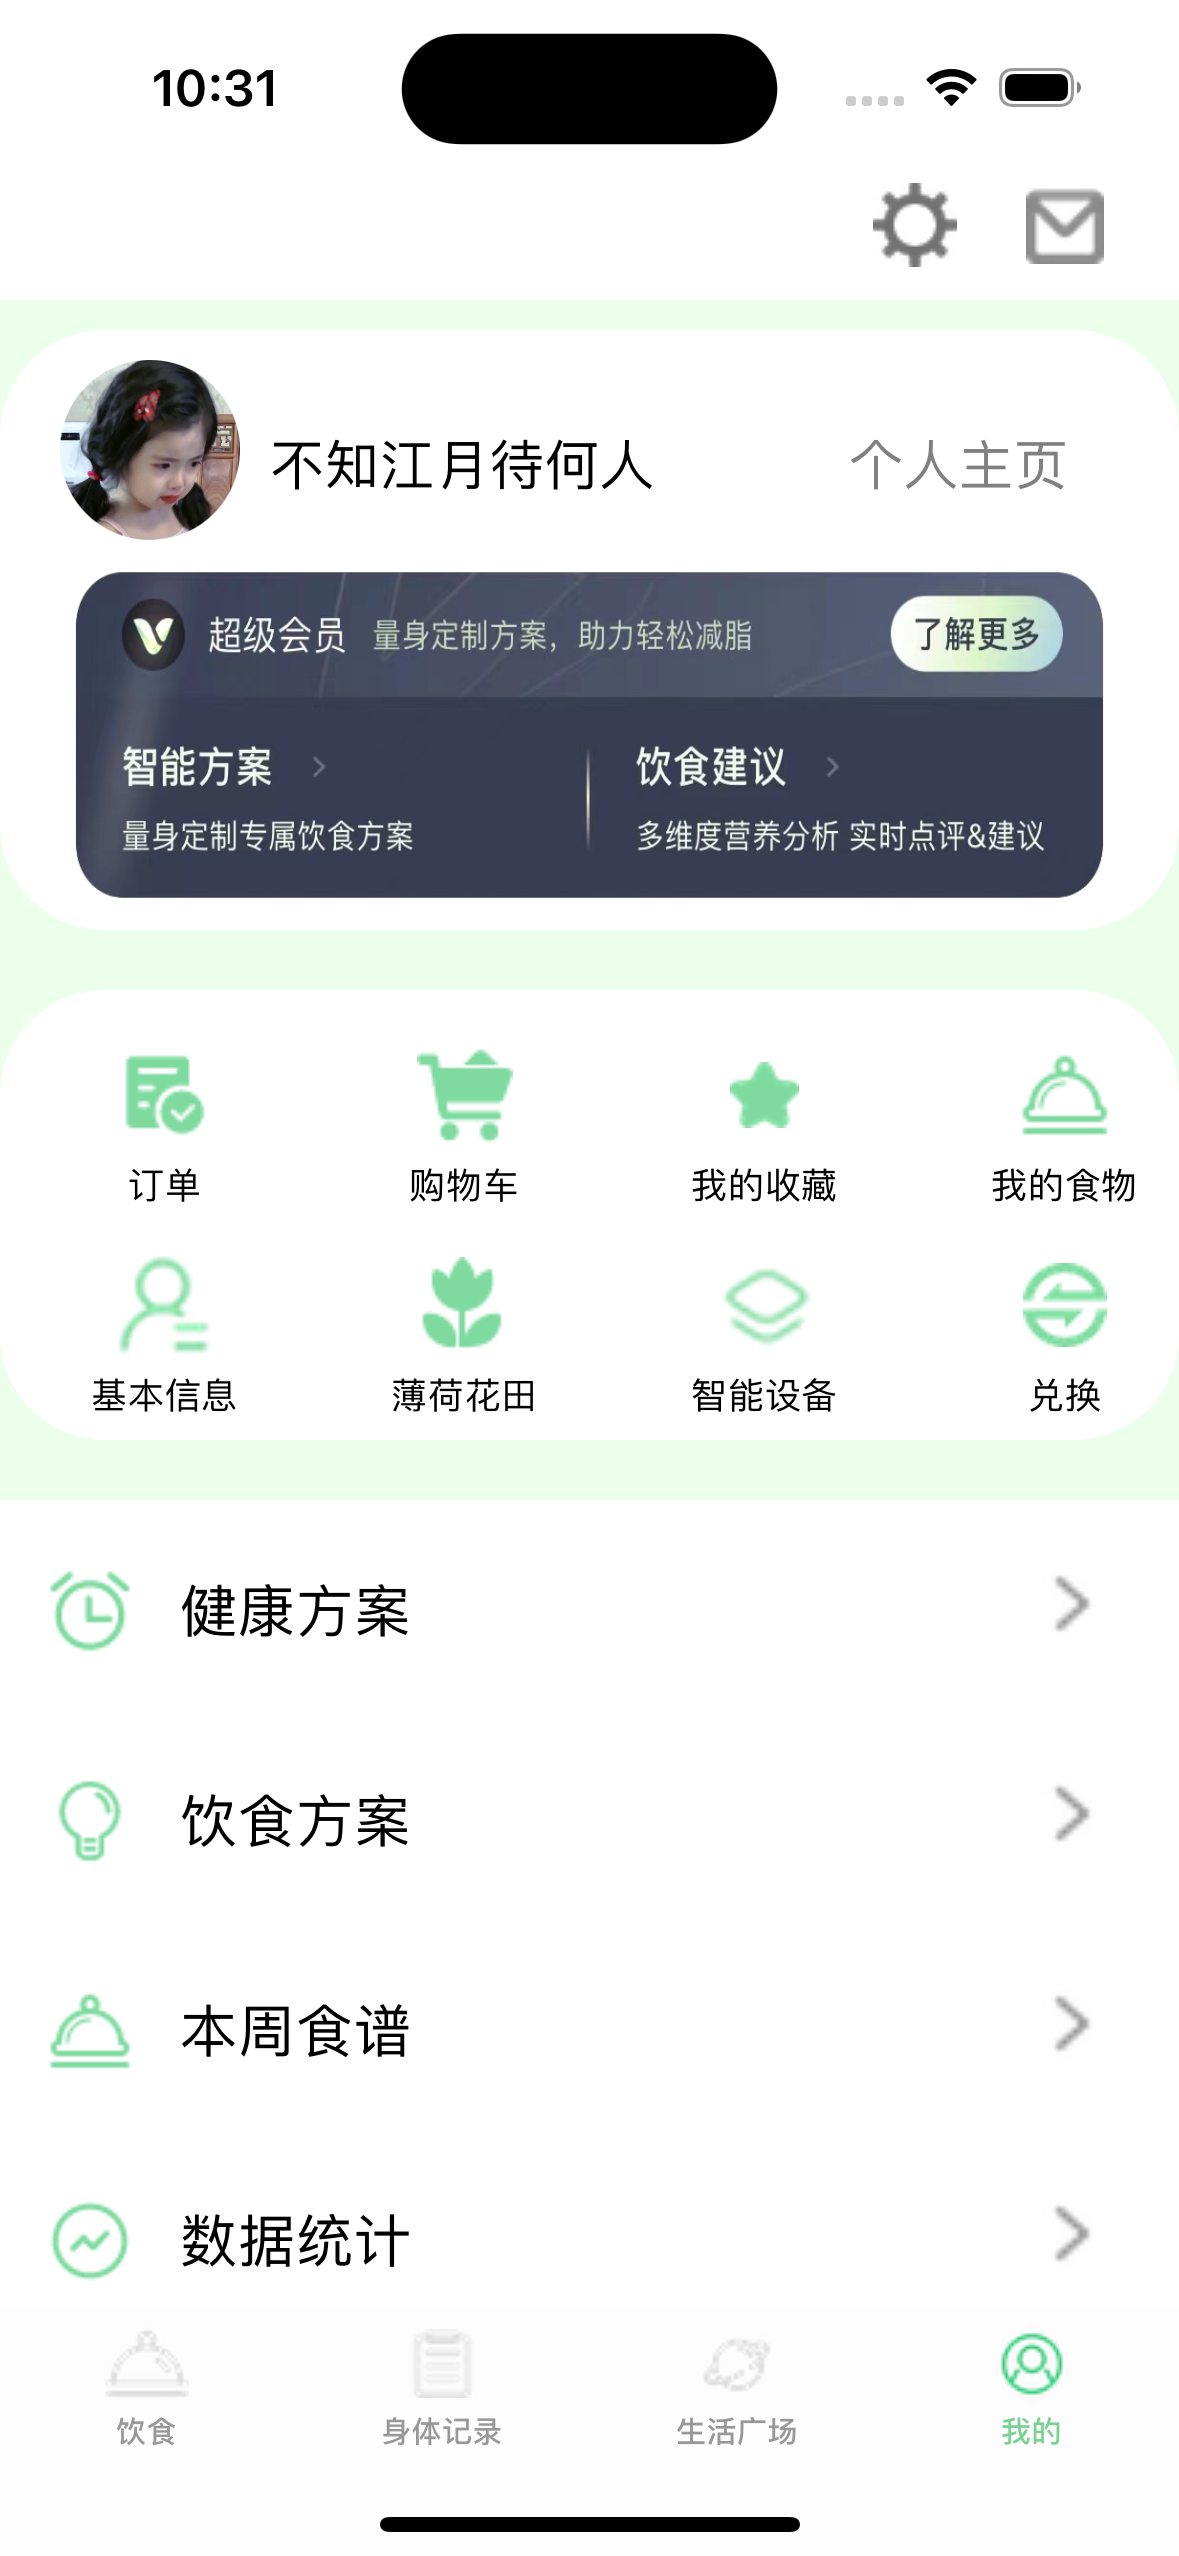 10:31
不知江月待何人
个人主页
超级会员 量身定制方案，助力轻松减脂 了解更多
智能方案
饮食建议
量身定制专属饮食方案
多维度营养分析 实时点评&建议
订单 购物车 我的收藏 我的食物
基本信息 薄荷花田 智能设备 兑换
健康方案
饮食方案
本周食谱
数据统计
饮食 身体记录 生活广场 我的